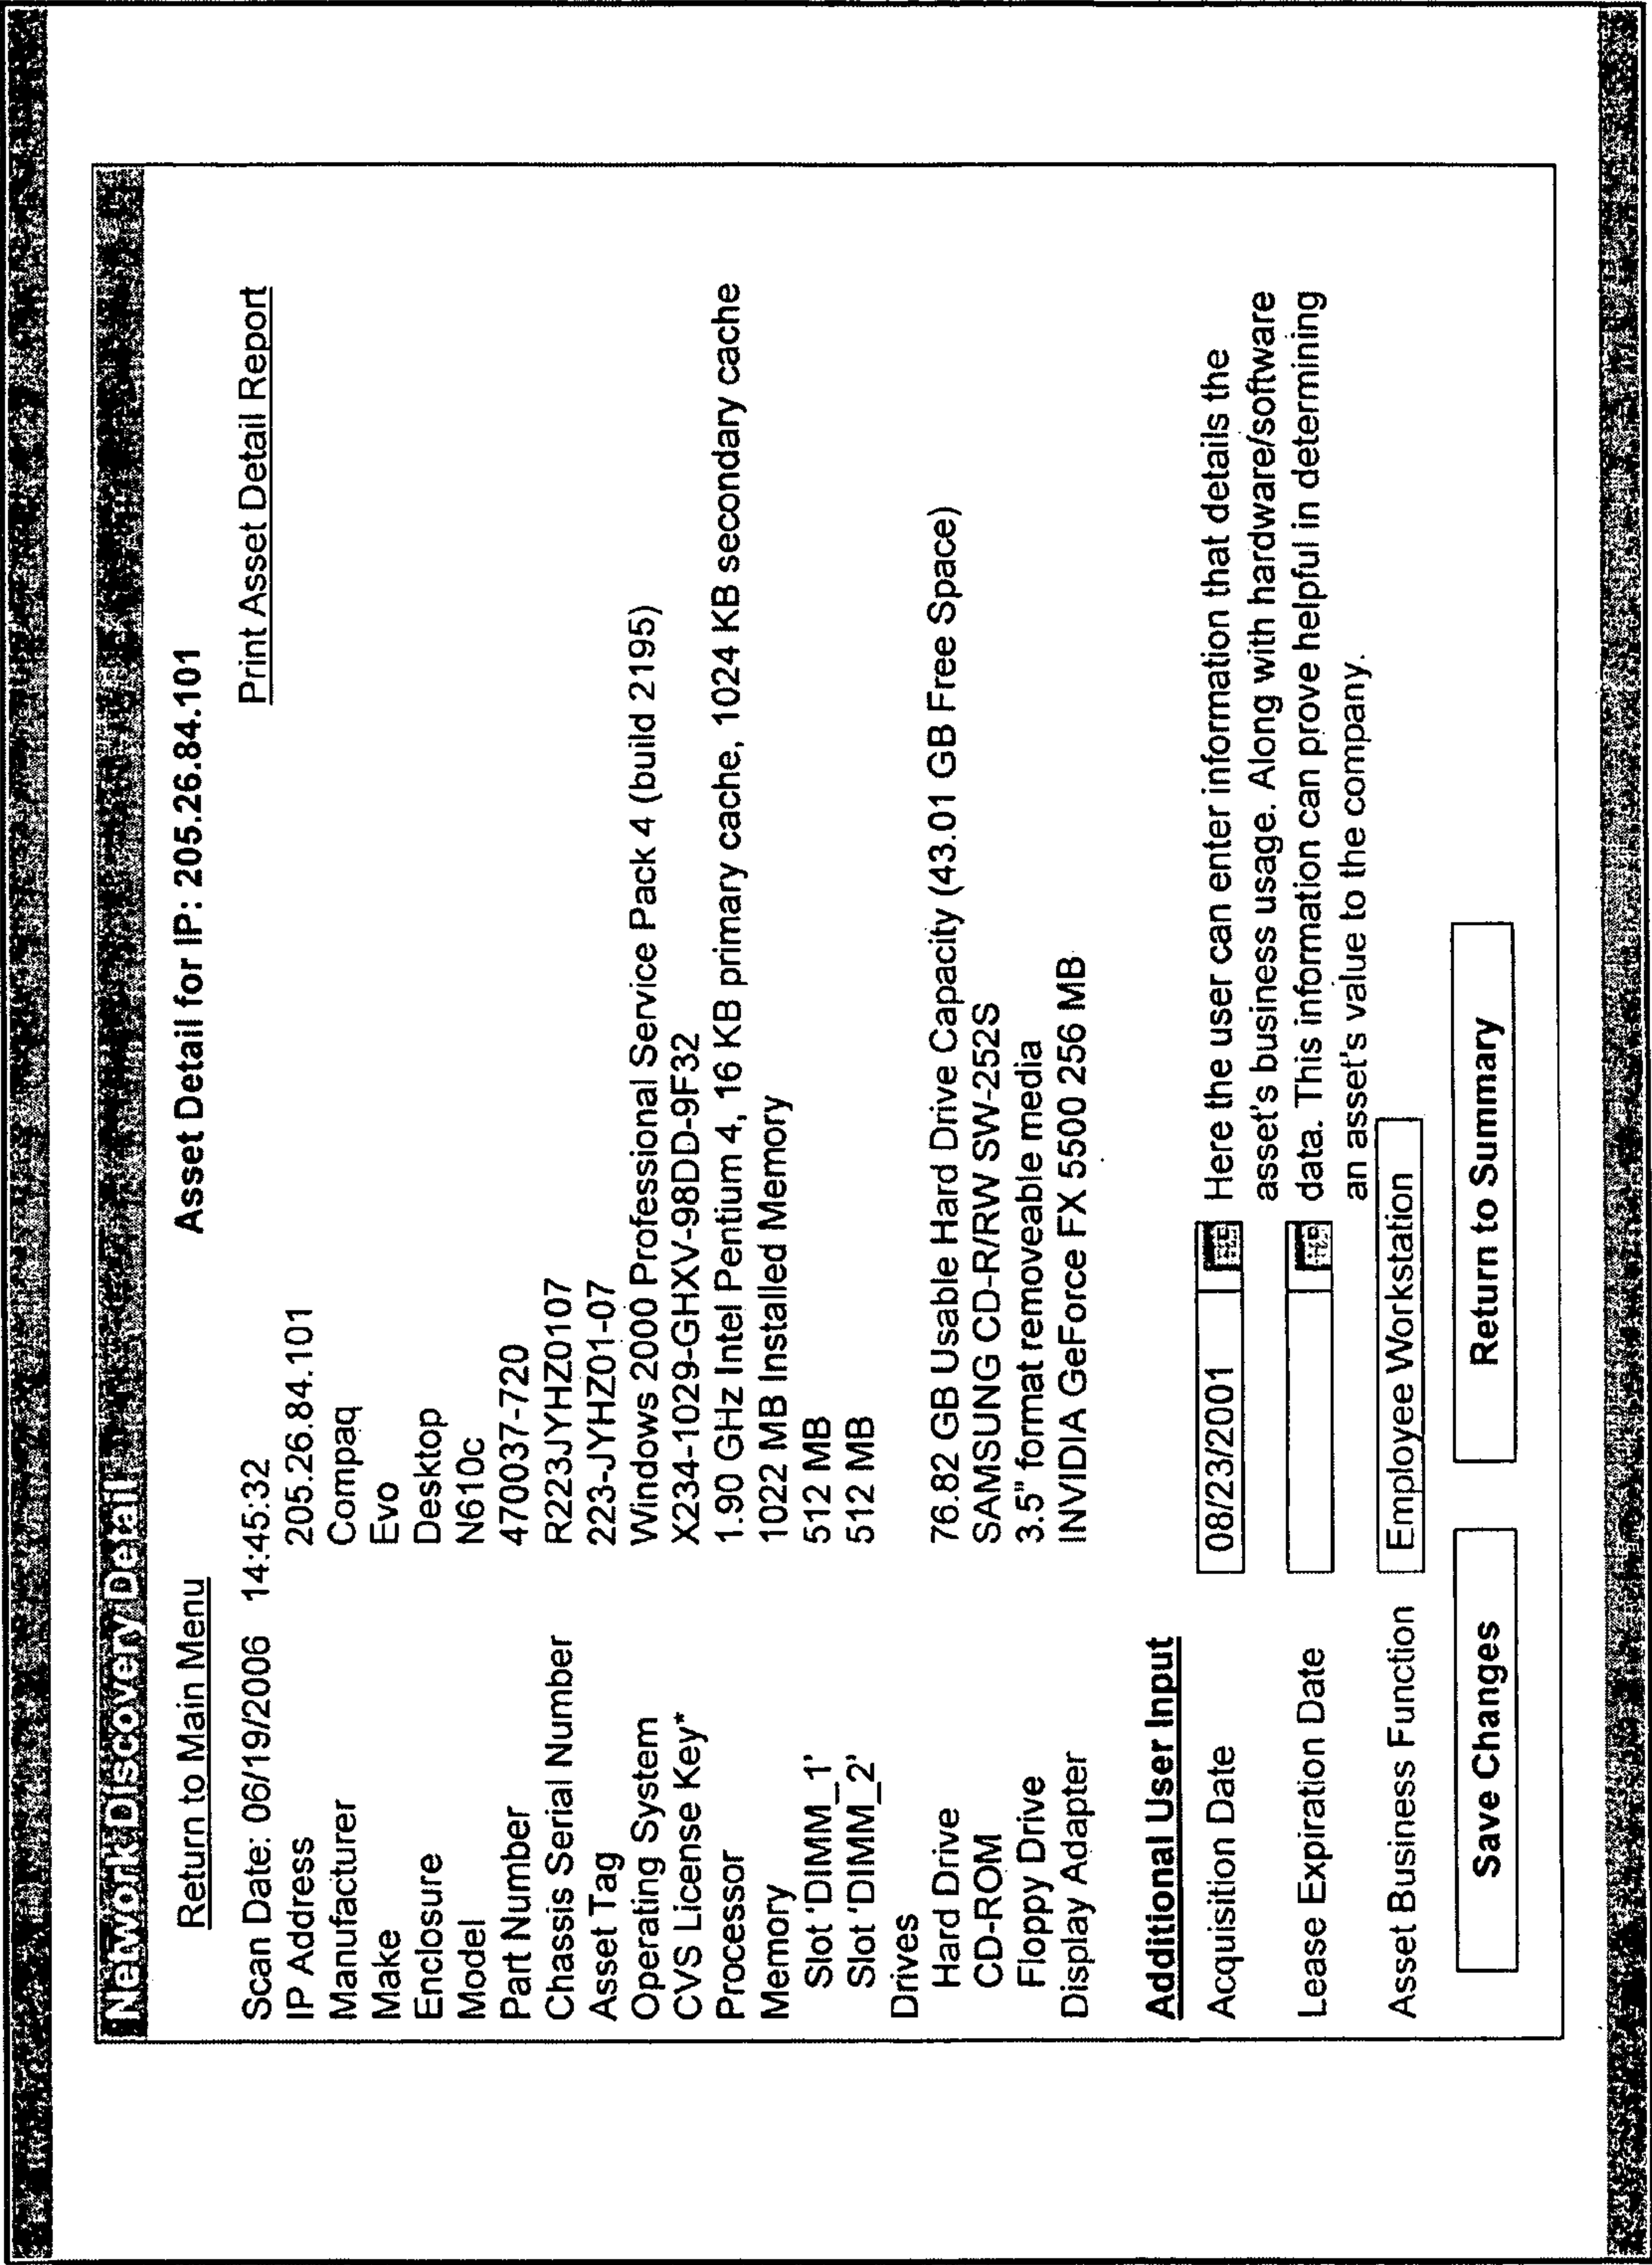 Network Discovery Detail
Asset Detail for IP: 205.26.84.101
Return to Main Menu
Print Asset Detail Report
Scan Date: 06/19/2006 14:45:32
IP Address 205.26.84.101
Manufacturer Compaq
Make Evo
Enclosure Desktop
Model N610c
Part Number 470037-720
Chassis Serial Number R223JYHZ0107
Asset Tag 223-JYHZ01-07
Operating System Windows 2000 Professional Service Pack 4 (build 2195)
CVS License Key* X234-1029-GHXV-98DD-9F32
Processor 1.90 GHz Intel Pentium 4, 16 KB primary cache, 1024 KB secondary cache
Memory 1022 MB Installed Memory
Slot 'DIMM_1' 512 MB
Slot 'DIMM_2' 512 MB
Drives
Hard Drive 76.82 GB Usable Hard Drive Capacity (43.01 GB Free Space)
CD-ROM SAMSUNG CD-R/RW SW-252S
Floppy Drive 3.5" format removeable media
Display Adapter INVIDIA GeForce FX 5500 256 MB
Additional User Input
Acquisition Date 08/23/2001 Here the user can enter information that details the
asset's business usage. Along with hardware/software
Lease Expiration Date data. This information can prove helpful in determining
an asset's value to the company.
Asset Business Function Employee Workstation
Save Changes Return to Summary